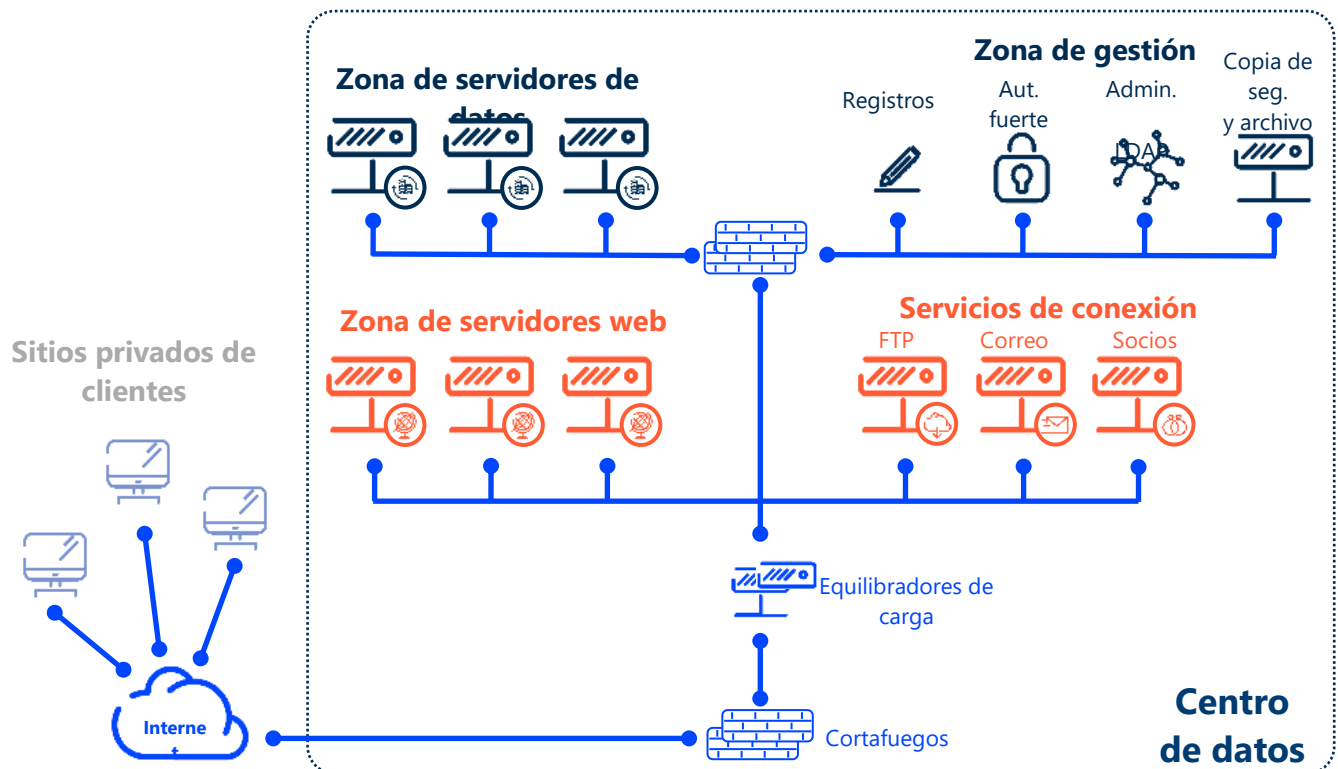 Zona de servidores de
datos
Zona de gestión
Registros
Aut.
fuerte
Admin.
LDAP
Copia de
seg.
y archivo
Zona de servidores web
Servicios de conexión
FTP
Correo
Socios
Sitios privados de
clientes
Equilibradores de
carga
Interne
t
Cortafuegos
Centro
de datos